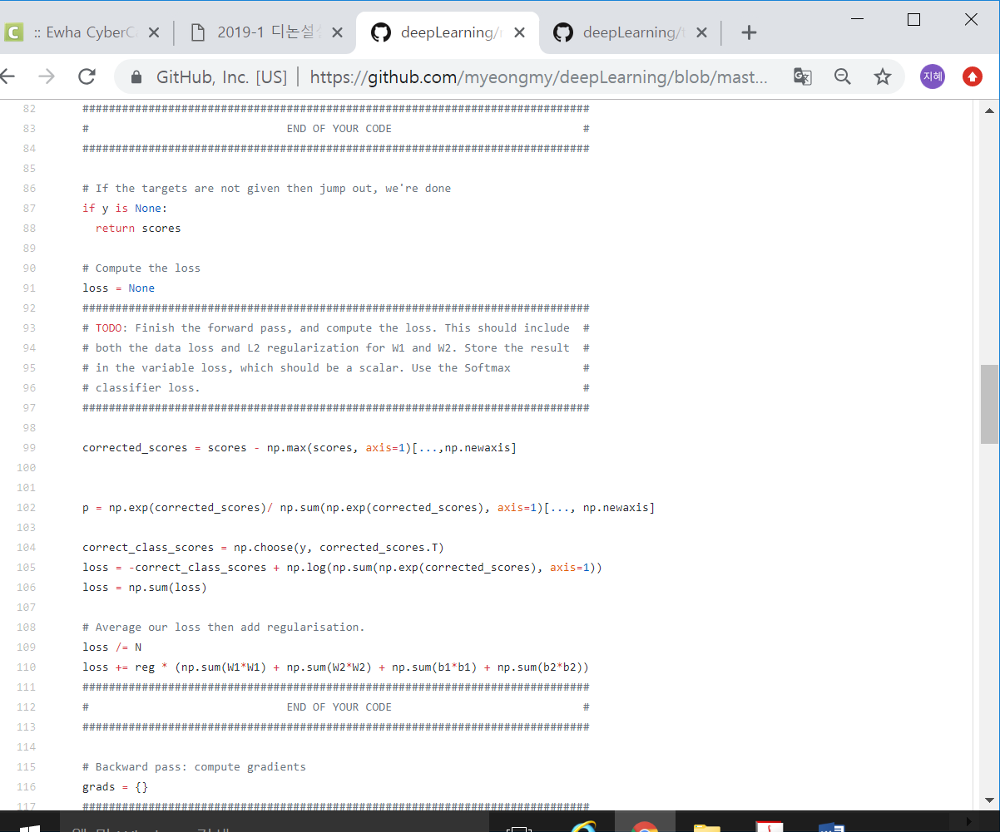 :: Ewha CyberC
2019-1 디논설
deepLearning/
deepLearning/
GitHub, Inc. [US] | https://github.com/myeongmy/deepLearning/blob/mast...
지혜
82 #############################################################################
83 # END OF YOUR CODE #
84 #############################################################################
85
86 # If the targets are not given then jump out, we're done
87 if y is None:
88 return scores
89
90 # Compute the loss
91 loss = None
92 #############################################################################
93 # TODO: Finish the forward pass, and compute the loss. This should include #
94 # both the data loss and L2 regularization for W1 and W2. Store the result #
95 # in the variable loss, which should be a scalar. Use the Softmax #
96 # classifier loss. #
97 #############################################################################
98
99 corrected_scores = scores - np.max(scores, axis=1)[...,np.newaxis]
100
101
102 p = np.exp(corrected_scores)/ np.sum(np.exp(corrected_scores), axis=1)[..., np.newaxis]
103
104 correct_class_scores = np.choose(y, corrected_scores.T)
105 loss = -correct_class_scores + np.log(np.sum(np.exp(corrected_scores), axis=1))
106 loss = np.sum(loss)
107
108 # Average our loss then add regularisation.
109 loss /= N
110 loss += reg * (np.sum(W1*W1) + np.sum(W2*W2) + np.sum(b1*b1) + np.sum(b2*b2))
111 #############################################################################
112 # END OF YOUR CODE #
113 #############################################################################
114
115 # Backward pass: compute gradients
116 grads = {}
117 #############################################################################